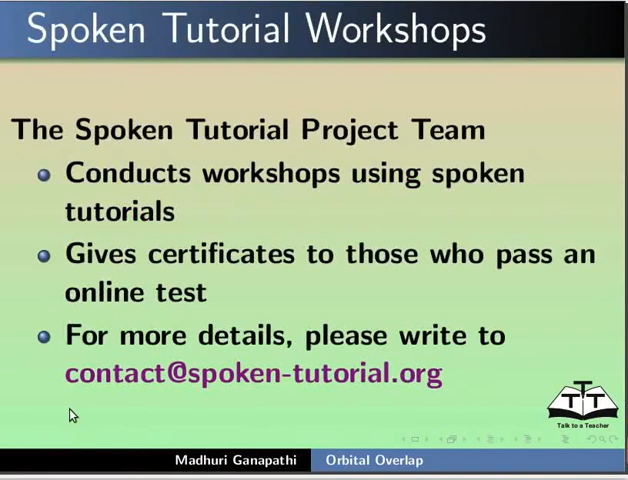 Spoken Tutorial Workshops
The Spoken Tutorial Project Team
Conducts workshops using spoken
tutorials
Gives certificates to those who pass an
online test
For more details, please write to
contact@spoken-tutorial.org
T
T T
Talk to a Teacher
Madhuri Ganapathi Orbital Overlap